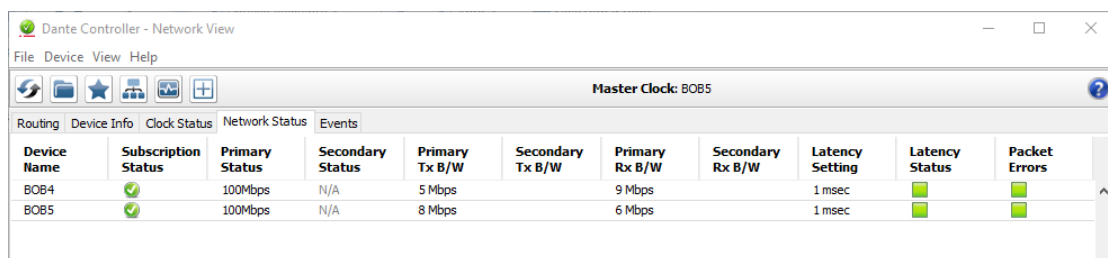 Dante Controller - Network View
File Device View Help
Master Clock: BOB5
?
Routing Device Info Clock Status Network Status Events
Device Name Subscription Status Primary Status Secondary Status Primary Tx B/W Secondary Tx B/W Primary Rx B/W Secondary Rx B/W Latency Setting Latency Status Packet Errors
BOB4 100Mbps N/A 5 Mbps 9 Mbps 1 msec
BOB5 100Mbps N/A 8 Mbps 6 Mbps 1 msec